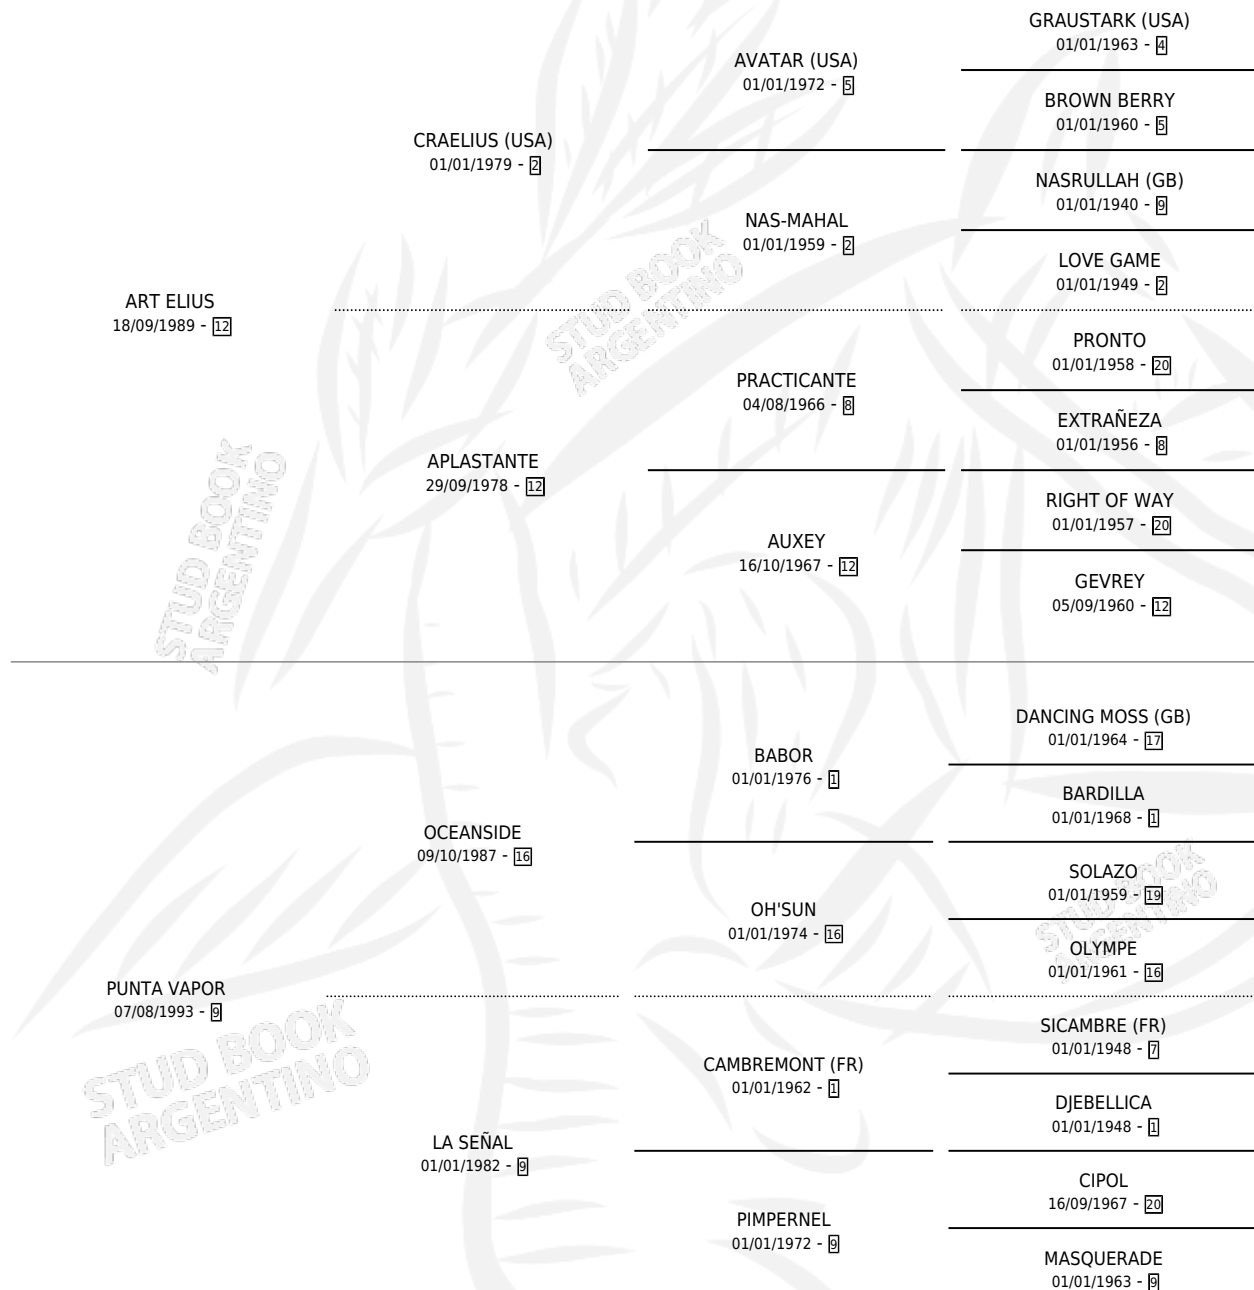 GRAUSTARK (USA)
01/01/1963 - 4
AVATAR (USA)
01/01/1972 - 5
BROWN BERRY
01/01/1960 - 5
CRAELIUS (USA)
01/01/1979 - 2
NASRULLAH (GB)
01/01/1940 - 9
NAS-MAHAL
01/01/1959 - 2
LOVE GAME
01/01/1949 - 2
ART ELIUS
18/09/1989 - 12
PRONTO
01/01/1958 - 20
PRACTICANTE
04/08/1966 - 8
EXTRAÑEZA
01/01/1956 - 8
APLASTANTE
29/09/1978 - 12
RIGHT OF WAY
01/01/1957 - 20
AUXEY
16/10/1967 - 12
GEVREY
05/09/1960 - 12
STUD BOOK
ARGENTINO
STUD BOOK
ARGENTINO
DANCING MOSS (GB)
01/01/1964 - 17
BABOR
01/01/1976 - 1
BARDILLA
01/01/1968 - 1
OCEANSIDE
09/10/1987 - 16
SOLAZO
01/01/1959 - 19
OH'SUN
01/01/1974 - 16
OLYMPE
01/01/1961 - 16
STUD BOOK
ARGENTINO
PUNTA VAPOR
07/08/1993 - 9
SICAMBRE (FR)
01/01/1948 - 7
CAMBREMONT (FR)
01/01/1962 - 1
DJEBELLICA
01/01/1948 - 1
STUD BOOK
ARGENTINO
LA SEÑAL
01/01/1982 - 9
CIPOL
16/09/1967 - 20
PIMPERNEL
01/01/1972 - 9
MASQUERADE
01/01/1963 - 9